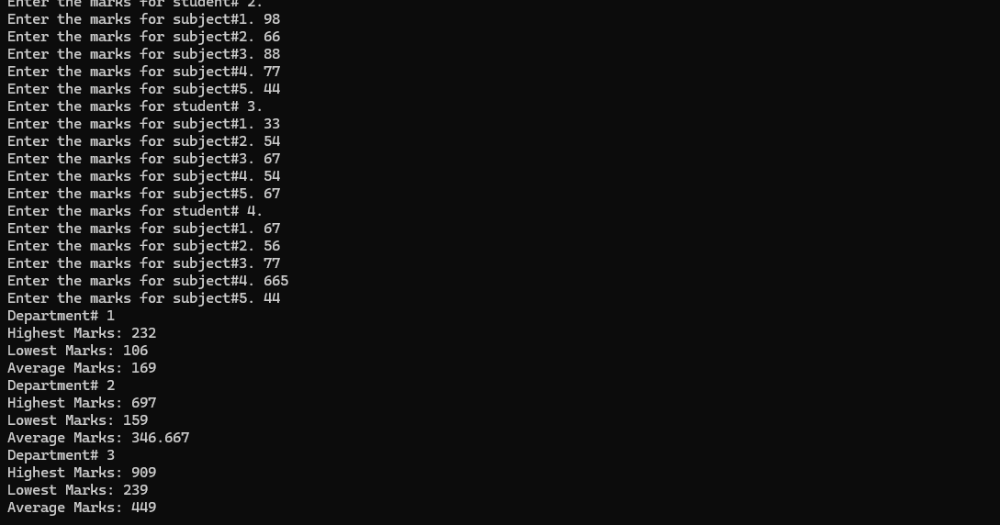 Enter the marks for student# 2.
Enter the marks for subject#1. 98
Enter the marks for subject#2. 66
Enter the marks for subject#3. 88
Enter the marks for subject#4. 77
Enter the marks for subject#5. 44
Enter the marks for student# 3.
Enter the marks for subject#1. 33
Enter the marks for subject#2. 54
Enter the marks for subject#3. 67
Enter the marks for subject#4. 54
Enter the marks for subject#5. 67
Enter the marks for student# 4.
Enter the marks for subject#1. 67
Enter the marks for subject#2. 56
Enter the marks for subject#3. 77
Enter the marks for subject#4. 665
Enter the marks for subject#5. 44
Department# 1
Highest Marks: 232
Lowest Marks: 106
Average Marks: 169
Department# 2
Highest Marks: 697
Lowest Marks: 159
Average Marks: 346.667
Department# 3
Highest Marks: 909
Lowest Marks: 239
Average Marks: 449